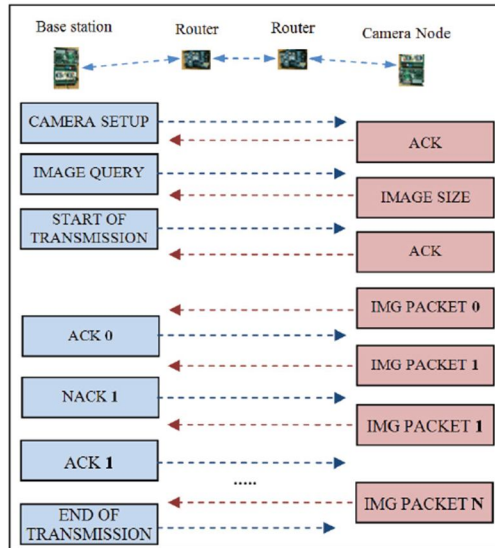 Base station
Router
Router
Camera Node
CAMERA SETUP
ACK
IMAGE QUERY
IMAGE SIZE
START OF
TRANSMISSION
ACK
IMG PACKET 0
ACK 0
IMG PACKET 1
NACK 1
IMG PACKET 1
ACK 1
.....
IMG PACKET N
END OF
TRANSMISSION